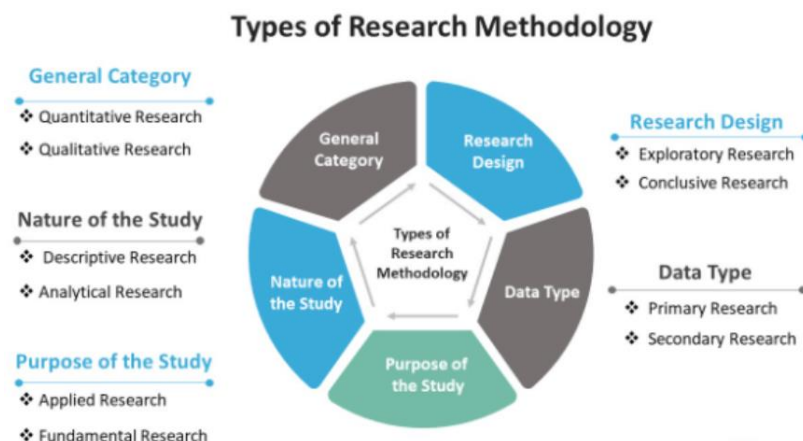 Types of Research Methodology
General Category
❖ Quantitative Research
❖ Qualitative Research
Nature of the Study
❖ Descriptive Research
❖ Analytical Research
Purpose of the Study
❖ Applied Research
❖ Fundamental Research
General
Category
Research
Design
Data Type
Purpose of
the Study
Nature of
the Study
Types of
Research
Methodology
Research Design
❖ Exploratory Research
❖ Conclusive Research
Data Type
❖ Primary Research
❖ Secondary Research